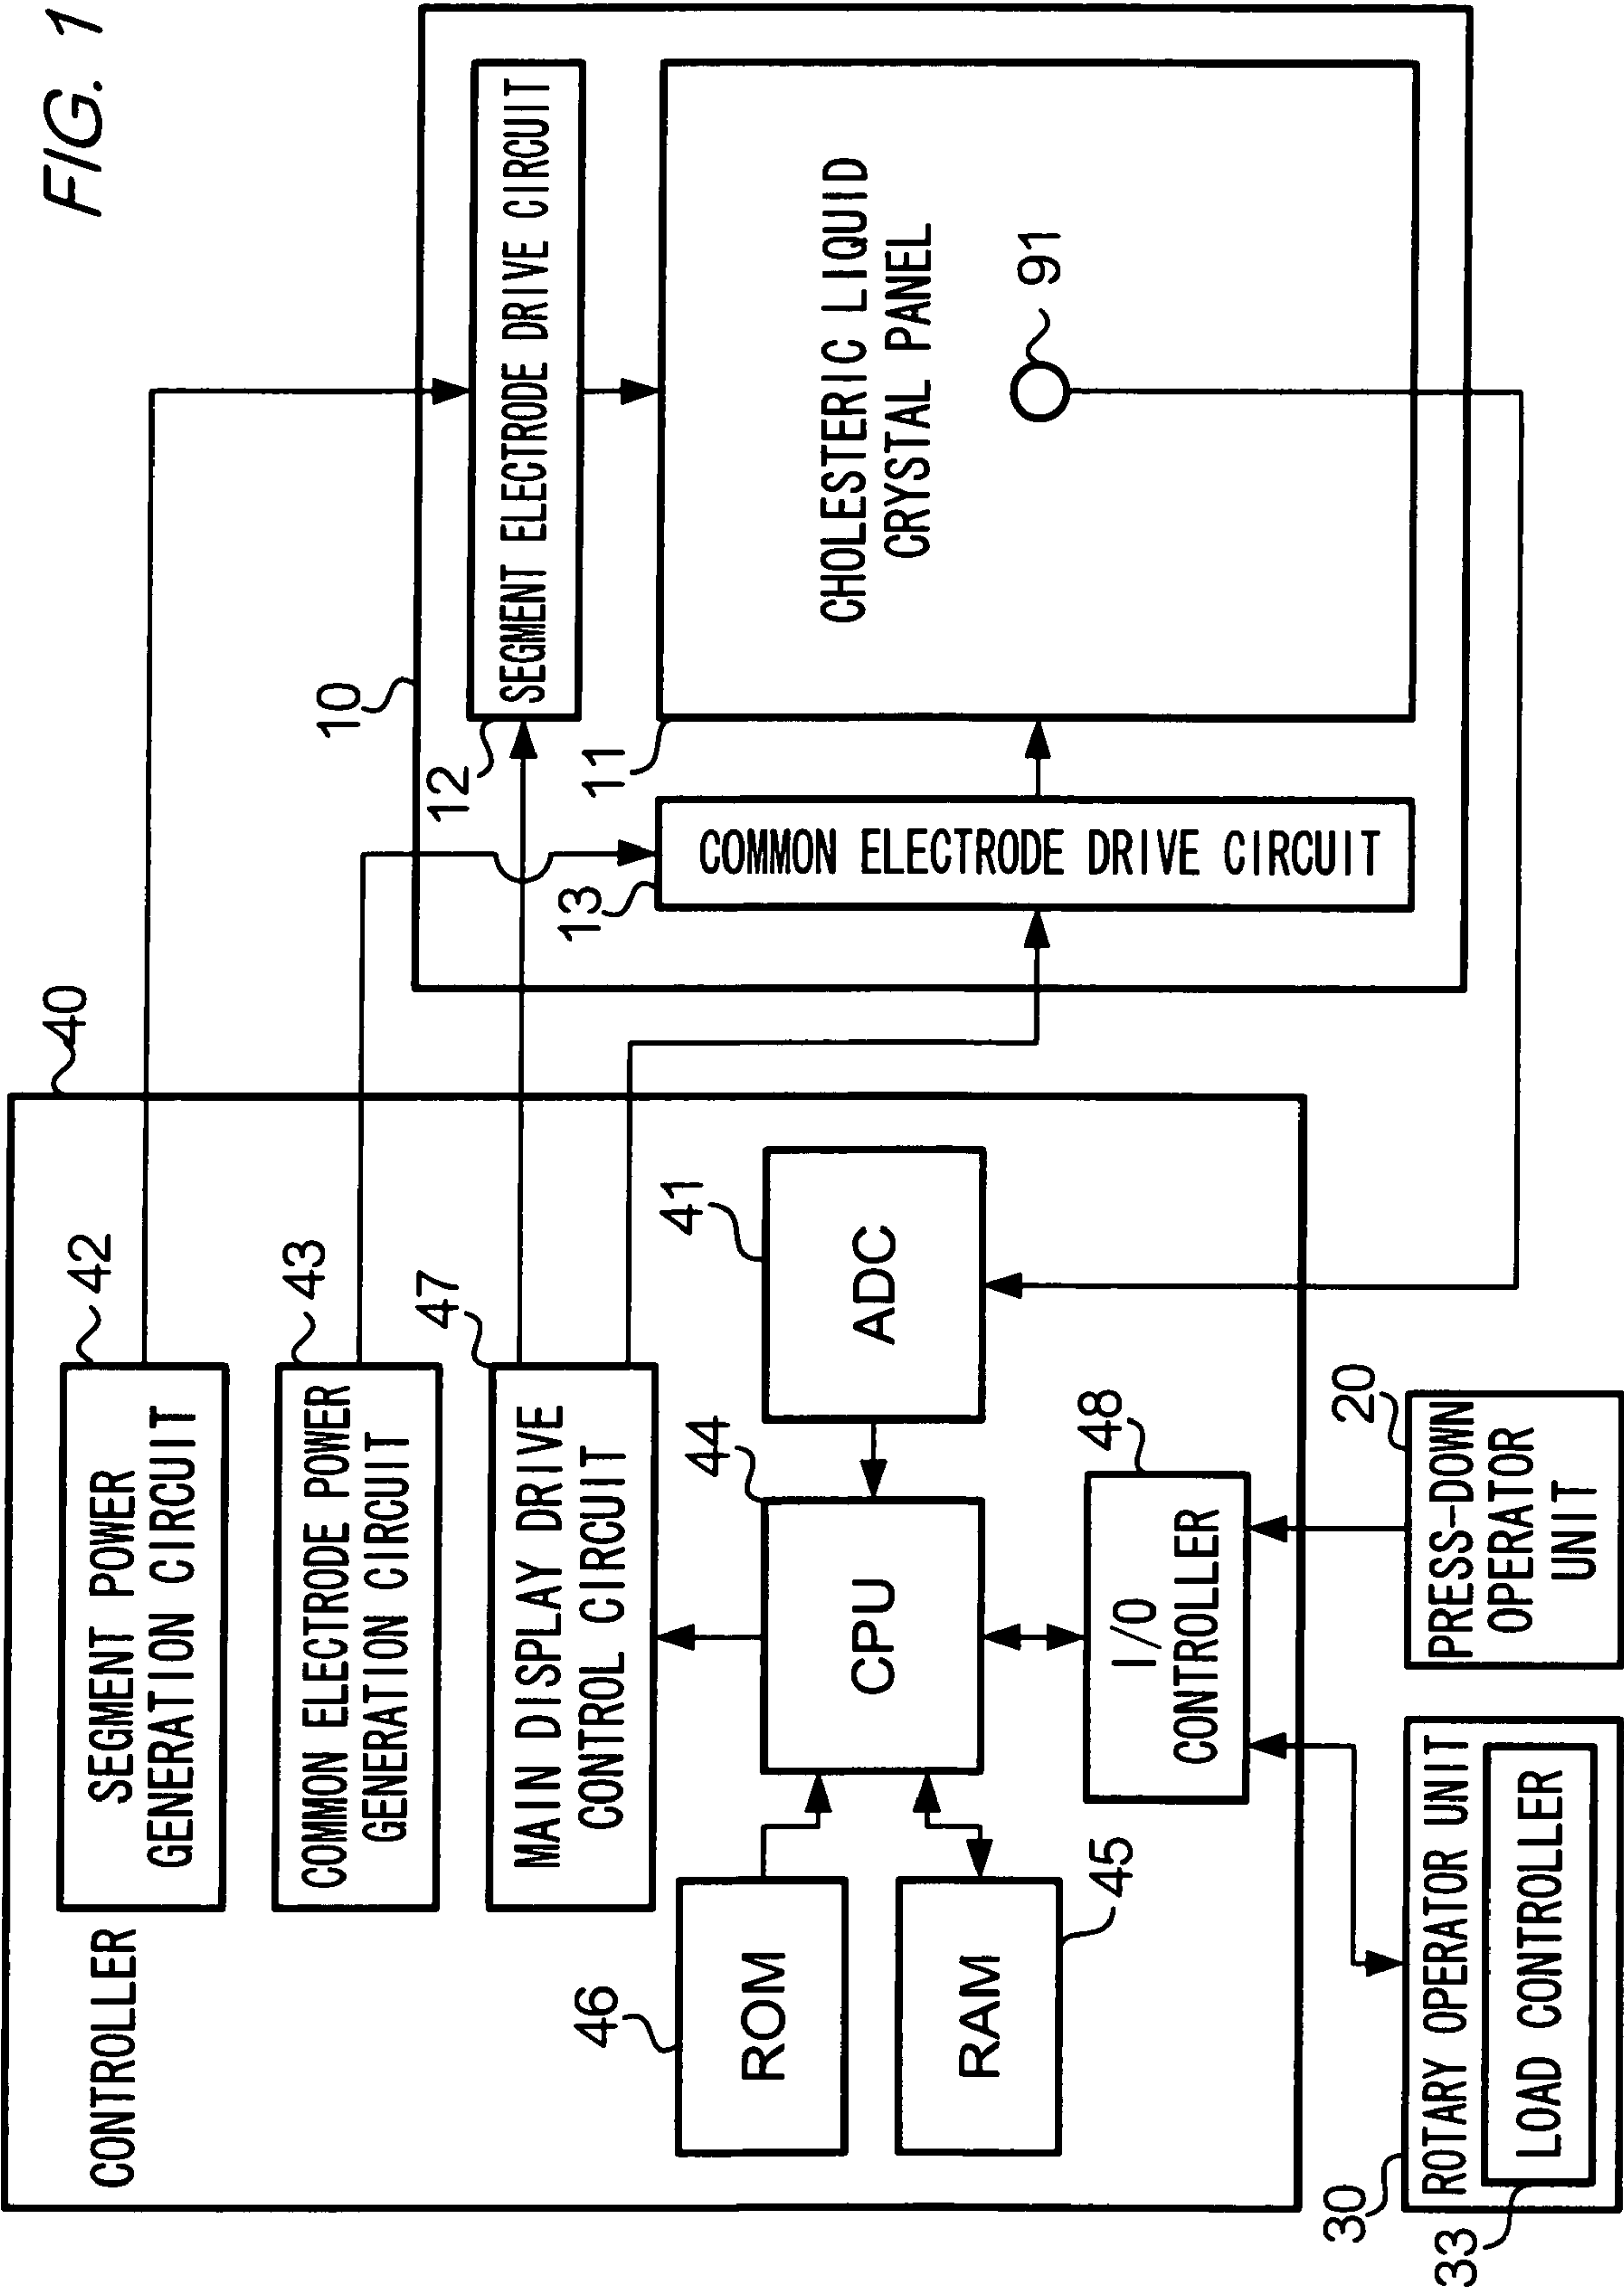 FIG. 1
CONTROLLER
40
SEGMENT POWER
GENERATION CIRCUIT
42
COMMON ELECTRODE POWER
GENERATION CIRCUIT
43
MAIN DISPLAY DRIVE
CONTROL CIRCUIT
47
10
12
SEGMENT ELECTRODE DRIVE CIRCUIT
13
COMMON ELECTRODE DRIVE CIRCUIT
11
CHOLESTERIC LIQUID
CRYSTAL PANEL
91
46
ROM
44
CPU
41
ADC
RAM
45
I/O
CONTROLLER
48
30
ROTARY OPERATOR UNIT
33
LOAD CONTROLLER
20
PRESS-DOWN
OPERATOR
UNIT